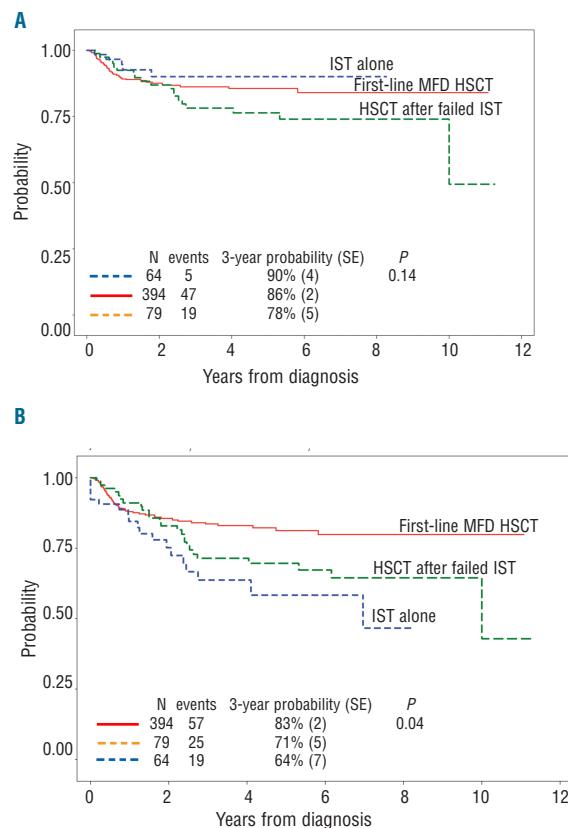 A
1.00
0.75
0.50
0.25
0.00
Probability
IST alone
First-line MFD HSCT
HSCT after failed IST
N events 3-year probability (SE) P
64 5 90% (4) 0.14
394 47 86% (2)
79 19 78% (5)
0 2 4 6 8 10 12
Years from diagnosis
B
1.00
0.75
0.50
0.25
0.00
Probability
First-line MFD HSCT
HSCT after failed IST
IST alone
N events 3-year probability (SE) P
394 57 83% (2) 0.04
79 25 71% (5)
64 19 64% (7)
0 2 4 6 8 10 12
Years from diagnosis